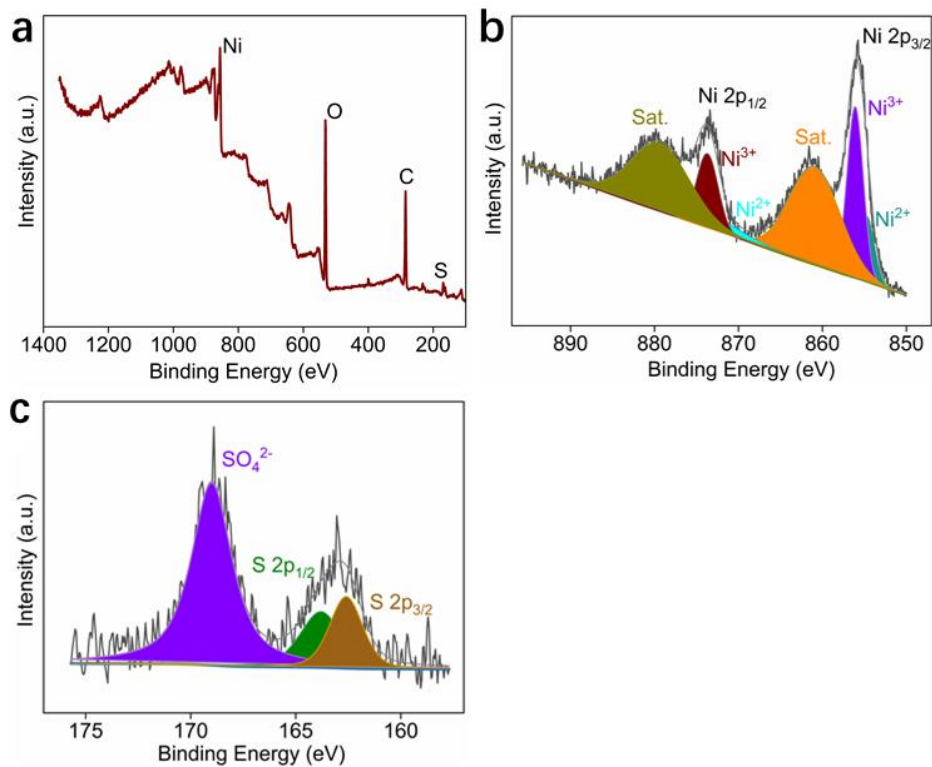 a
Ni
O
C
S
Intensity (a.u.)
1400 1200 1000 800 600 400 200
Binding Energy (eV)
b
Ni 2p3/2
Ni 2p1/2
Ni³⁺
Sat.
Sat.
Ni³⁺
Ni²⁺
Ni²⁺
Intensity (a.u.)
890 880 870 860 850
Binding Energy (eV)
c
SO₄²⁻
S 2p1/2
S 2p3/2
Intensity (a.u.)
175 170 165 160
Binding Energy (eV)